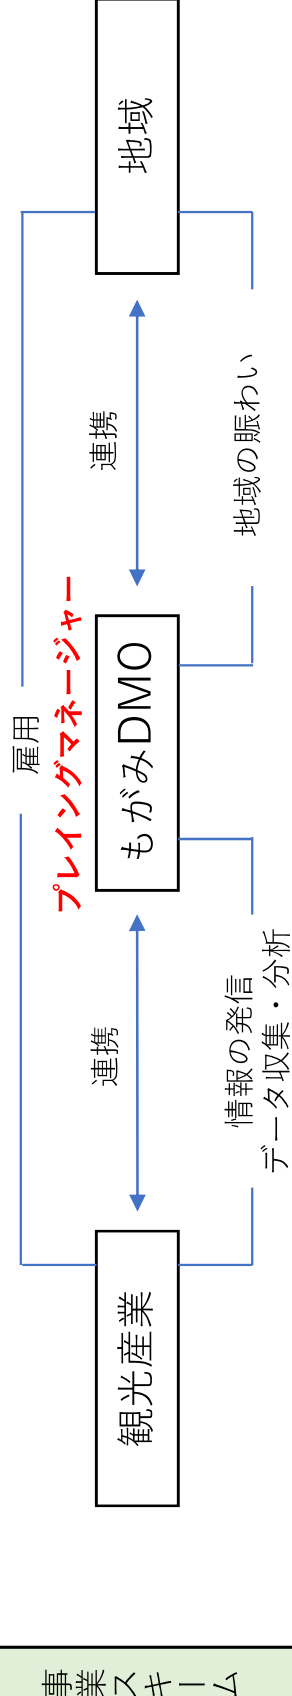 事業スキーム
雇用
プレイングマネージャー
観光産業
連携
もがみDMO
連携
地域
情報の発信
データ収集・分析
地域の賑わい